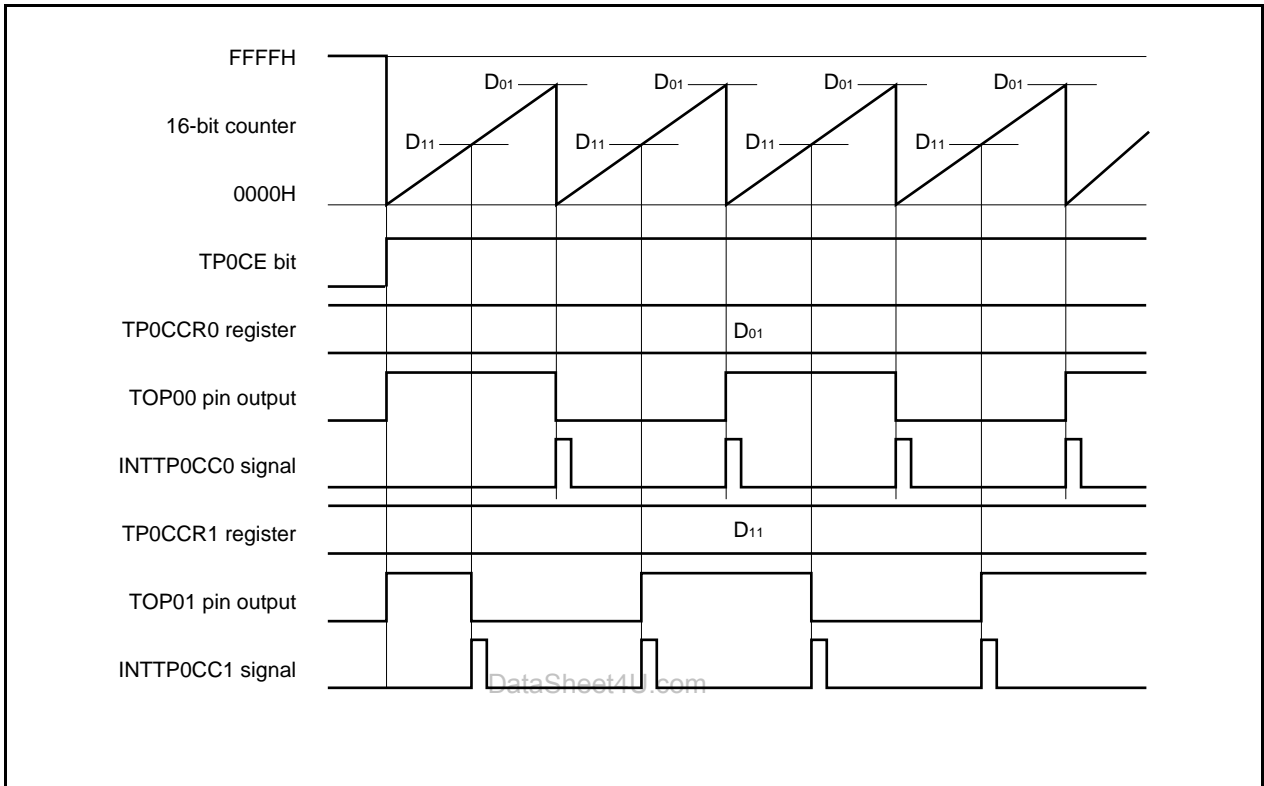 FFFFH
D01 D01 D01 D01
16-bit counter
D11 D11 D11 D11
0000H
TP0CE bit
TP0CCR0 register
D01
TOP00 pin output
INTTP0CC0 signal
TP0CCR1 register
D11
TOP01 pin output
INTTP0CC1 signal
DataSheet4U.com